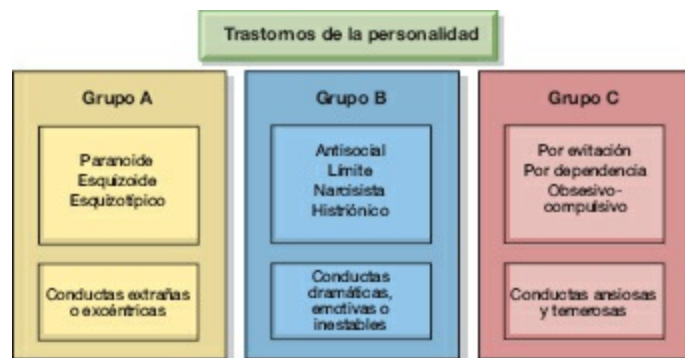 Trastornos de la personalidad
Grupo A
Paranoide
Esquizoide
Esquizotípico
Conductas extrañas
o excéntricas
Grupo B
Antisocial
Límite
Narcisista
Histriónico
Conductas
dramáticas,
emotivas o
inestables
Grupo C
Por evitación
Por dependencia
Obsesivo-
compulsivo
Conductas ansiosas
y temerosas